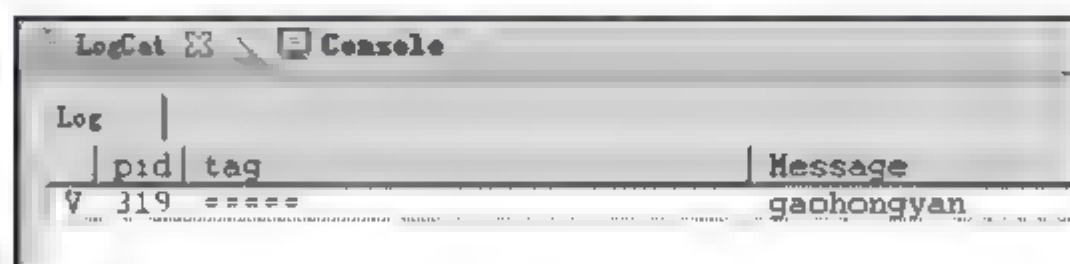 LogCat Console
Log
pid tag Message
V 319 ===== gaohongyan